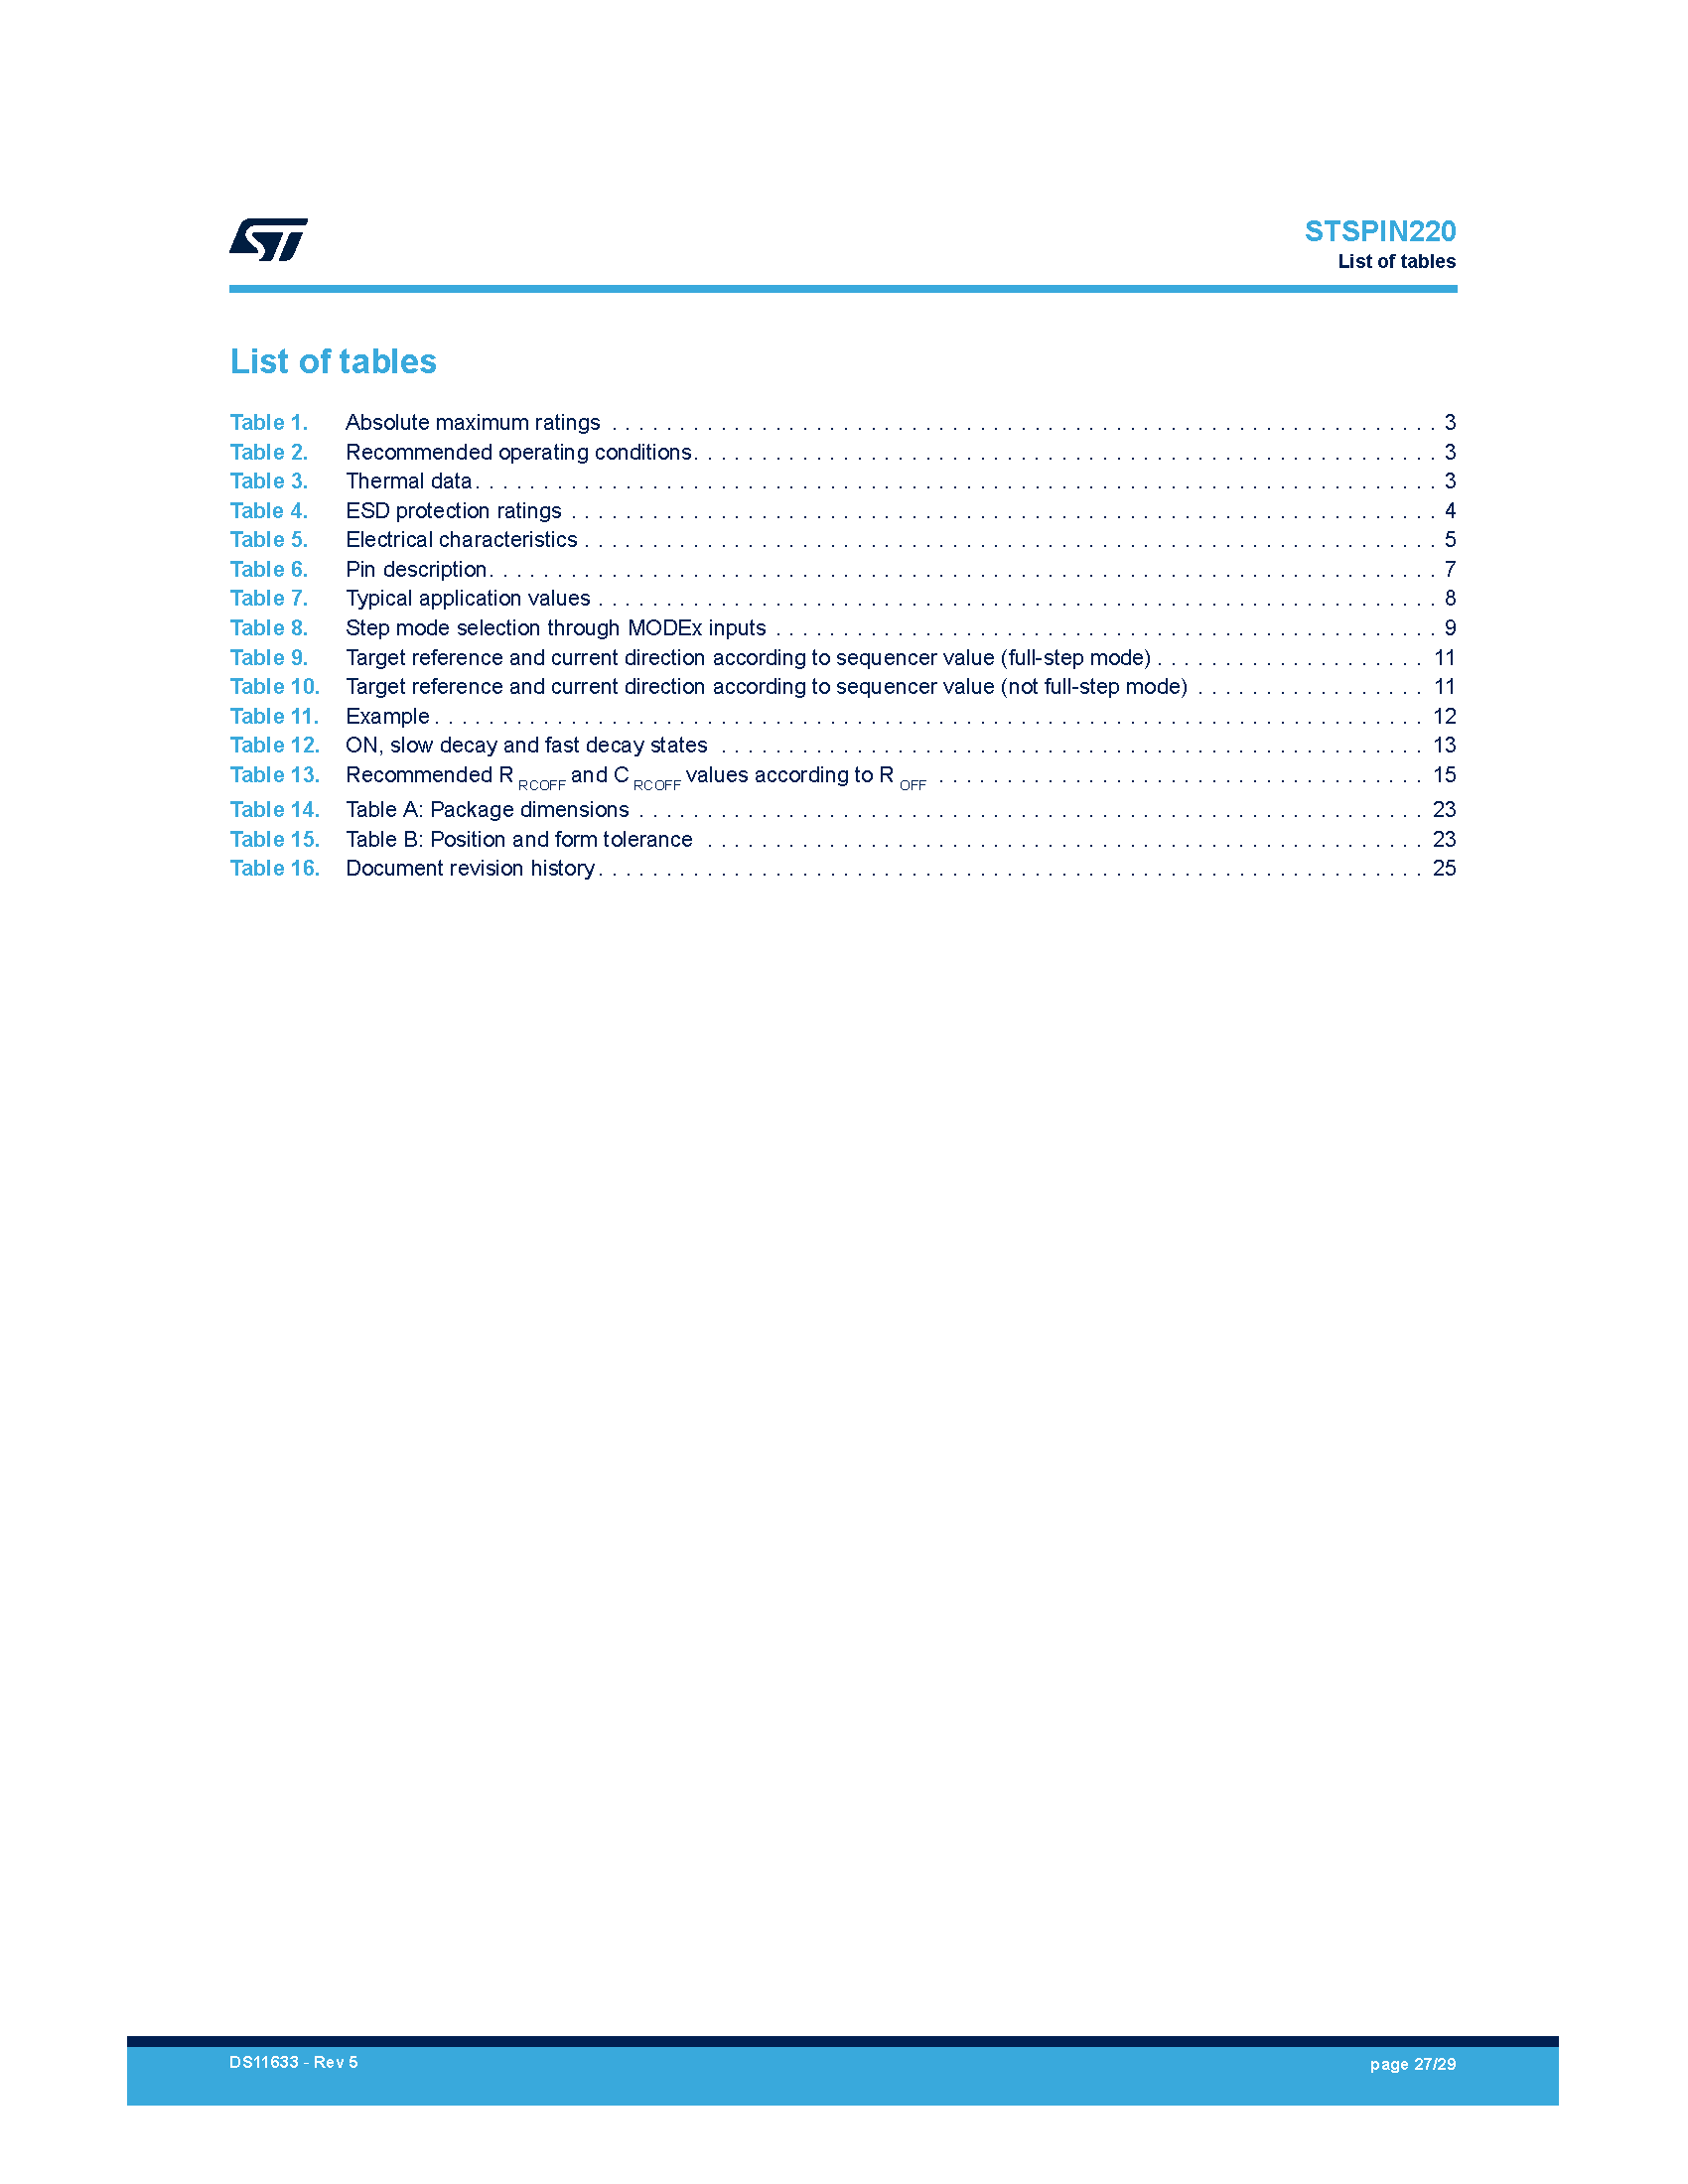 ST
STSPIN220
List of tables
List of tables
Table 1. Absolute maximum ratings . . . . . . . . . . . . . . . . . . . . . . . . . . . . . . 3
Table 2. Recommended operating conditions. . . . . . . . . . . . . . . . . . . . . . . . . . . . . . 3
Table 3. Thermal data. . . . . . . . . . . . . . . . . . . . . . . . . . . . . . 3
Table 4. ESD protection ratings . . . . . . . . . . . . . . . . . . . . . . . . . . . . . . 4
Table 5. Electrical characteristics . . . . . . . . . . . . . . . . . . . . . . . . . . . . . . 5
Table 6. Pin description. . . . . . . . . . . . . . . . . . . . . . . . . . . . . . 7
Table 7. Typical application values . . . . . . . . . . . . . . . . . . . . . . . . . . . . . . 8
Table 8. Step mode selection through MODEx inputs . . . . . . . . . . . . . . . . . . . . . . . . . . . . . . 9
Table 9. Target reference and current direction according to sequencer value (full-step mode) . . . . . . . . . . . . . . . . . . . . 11
Table 10. Target reference and current direction according to sequencer value (not full-step mode) . . . . . . . . . . . . . . . . . 11
Table 11. Example . . . . . . . . . . . . . . . . . . . . . . . . . . . . . . 12
Table 12. ON, slow decay and fast decay states . . . . . . . . . . . . . . . . . . . . . . . . . . . . . . 13
Table 13. Recommended R RCOFF and C RCOFF values according to R OFF . . . . . . . . . . . . . . . . . . . . . . . . . . . . . . 15
Table 14. Table A: Package dimensions . . . . . . . . . . . . . . . . . . . . . . . . . . . . . . 23
Table 15. Table B: Position and form tolerance . . . . . . . . . . . . . . . . . . . . . . . . . . . . . . 23
Table 16. Document revision history . . . . . . . . . . . . . . . . . . . . . . . . . . . . . . 25
DS11633 - Rev 5
page 27/29